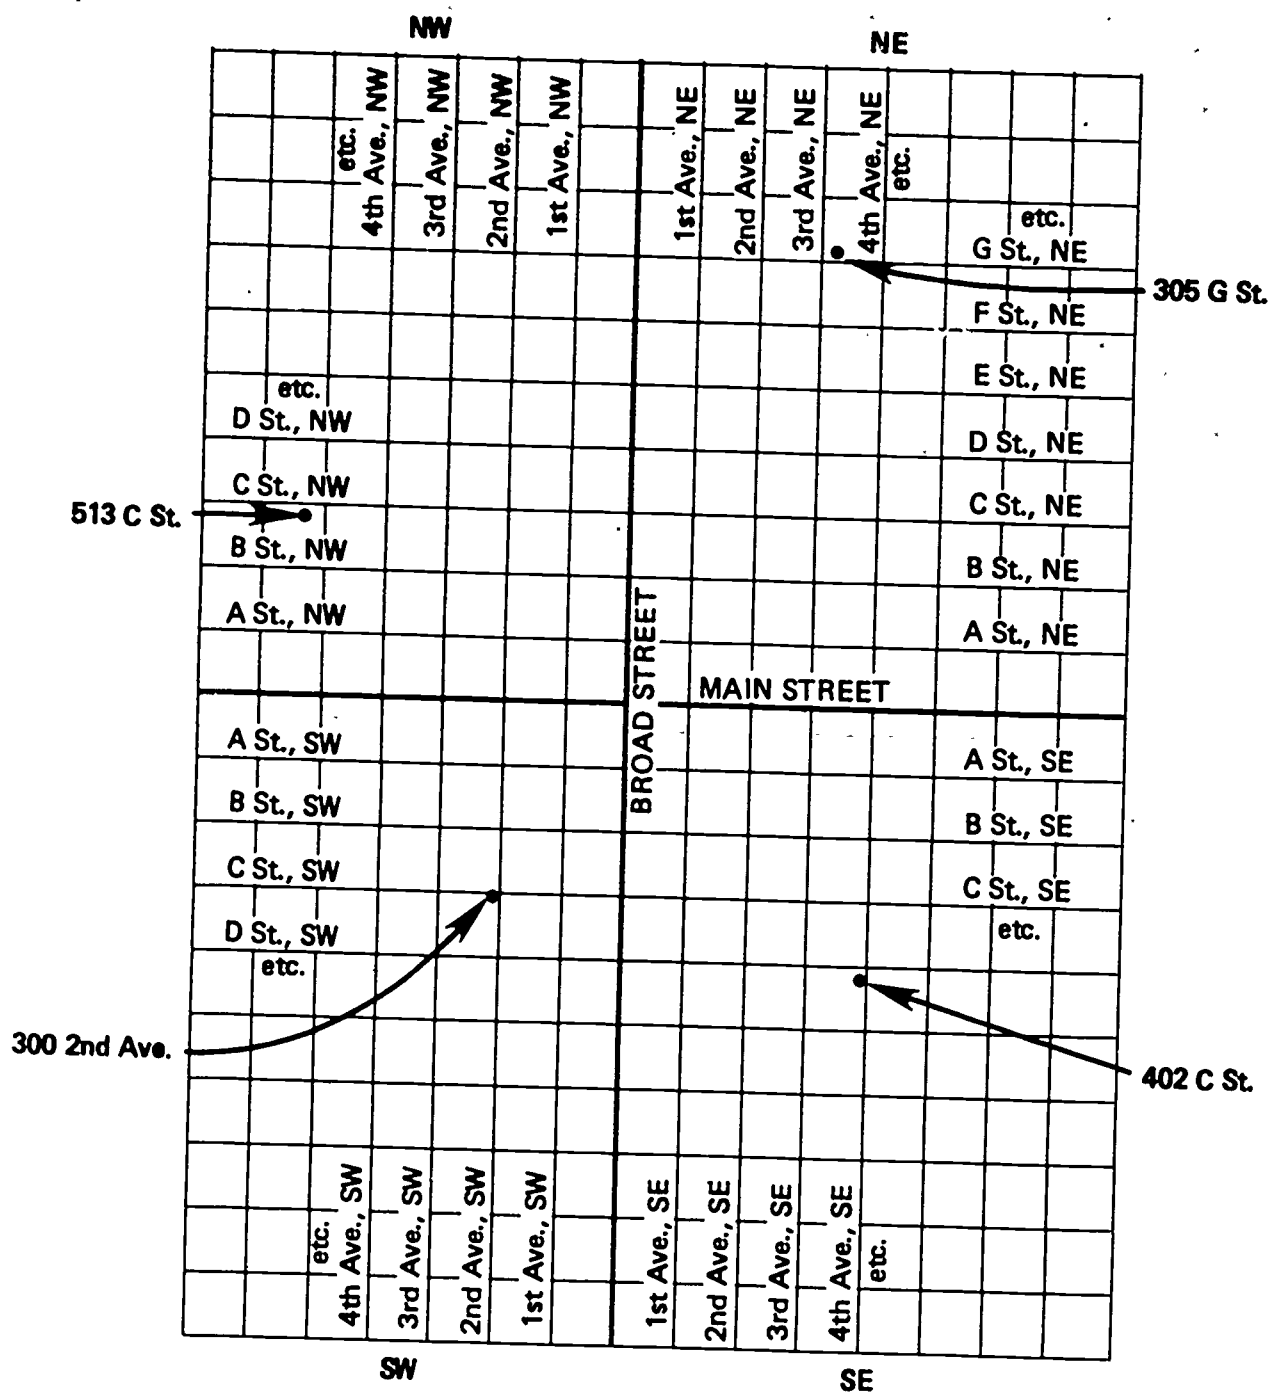 NW
NE
etc.
4th Ave., NW
3rd Ave., NW
2nd Ave., NW
1st Ave., NW
1st Ave., NE
2nd Ave., NE
3rd Ave., NE
4th Ave., NE
etc.
etc.
G St., NE
305 G St.
F St., NE
E St., NE
etc.
D St., NW
D St., NE
C St., NW
C St., NE
513 C St.
B St., NW
B St., NE
A St., NW
A St., NE
BROAD STREET
MAIN STREET
A St., SW
A St., SE
B St., SW
B St., SE
C St., SW
C St., SE
D St., SW
etc.
etc.
300 2nd Ave.
402 C St.
etc.
4th Ave., SW
3rd Ave., SW
2nd Ave., SW
1st Ave., SW
1st Ave., SE
2nd Ave., SE
3rd Ave., SE
4th Ave., SE
etc.
SW
SE